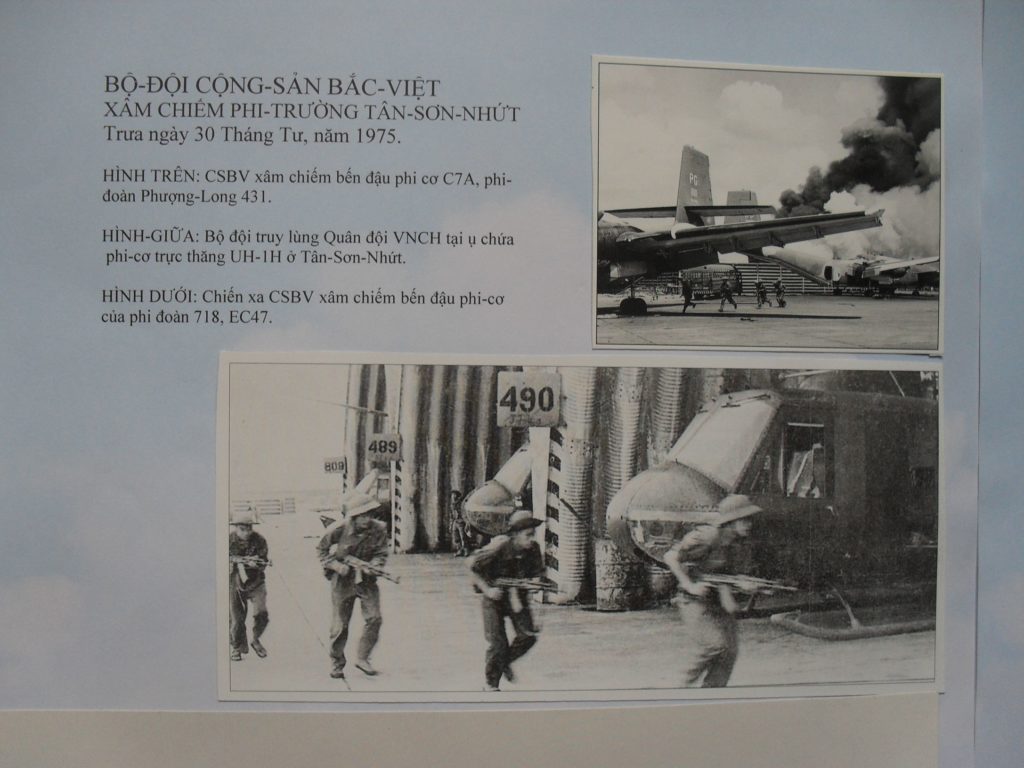 BỘ-ĐỘI CỘNG-SẢN BẮC-VIỆT
XÂM CHIẾM PHI-TRƯỜNG TÂN-SƠN-NHỨT
Trưa ngày 30 Tháng Tư, năm 1975.
HÌNH TRÊN: CSBV xâm chiếm bến đậu phi cơ C7A, phi-
đoàn Phượng-Long 431.
HÌNH-GIỮA: Bộ đội truy lùng Quân đội VNCH tại ụ chứa
phi-cơ trực thăng UH-1H ở Tân-Sơn-Nhứt.
HÌNH DƯỚI: Chiến xa CSBV xâm chiếm bến đậu phi-cơ
của phi đoàn 718, EC47.
PG
490
489
809